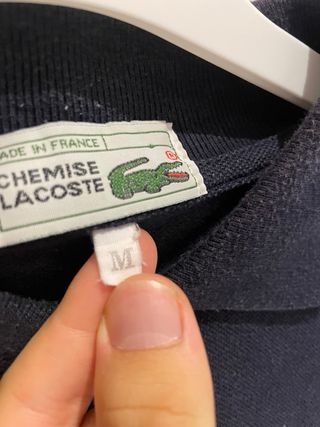 ADE IN FRANCE
CHEMISE
LACOSTE
®
M